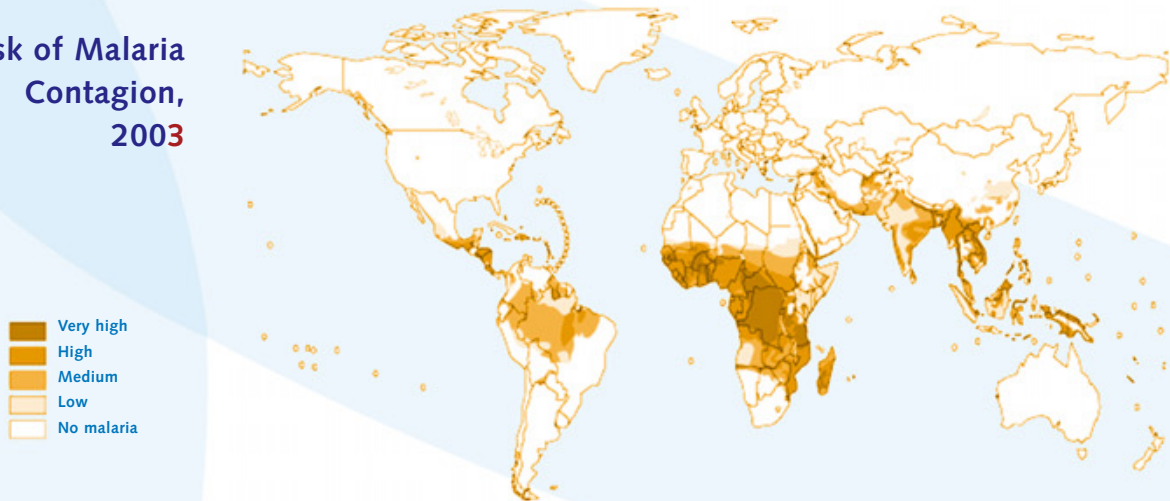 sk of Malaria
Contagion,
2003
Very high
High
Medium
Low
No malaria